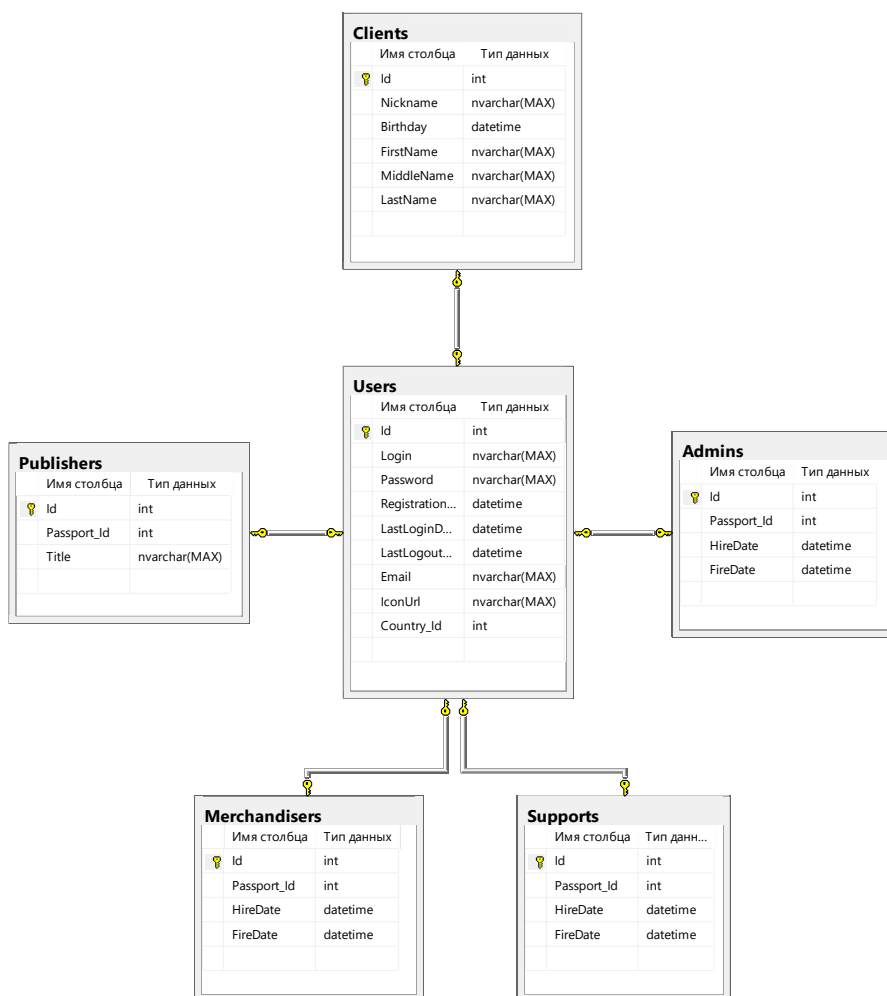 Clients
Имя столбца Тип данных
Id int
Nickname nvarchar(MAX)
Birthday datetime
FirstName nvarchar(MAX)
MiddleName nvarchar(MAX)
LastName nvarchar(MAX)
Users
Имя столбца Тип данных
Id int
Login nvarchar(MAX)
Password nvarchar(MAX)
Registration... datetime
LastLoginD... datetime
LastLogout... datetime
Email nvarchar(MAX)
IconUrl nvarchar(MAX)
Country_Id int
Publishers
Имя столбца Тип данных
Id int
Passport_Id int
Title nvarchar(MAX)
Admins
Имя столбца Тип данных
Id int
Passport_Id int
HireDate datetime
FireDate datetime
Merchandisers
Имя столбца Тип данных
Id int
Passport_Id int
HireDate datetime
FireDate datetime
Supports
Имя столбца Тип данн...
Id int
Passport_Id int
HireDate datetime
FireDate datetime